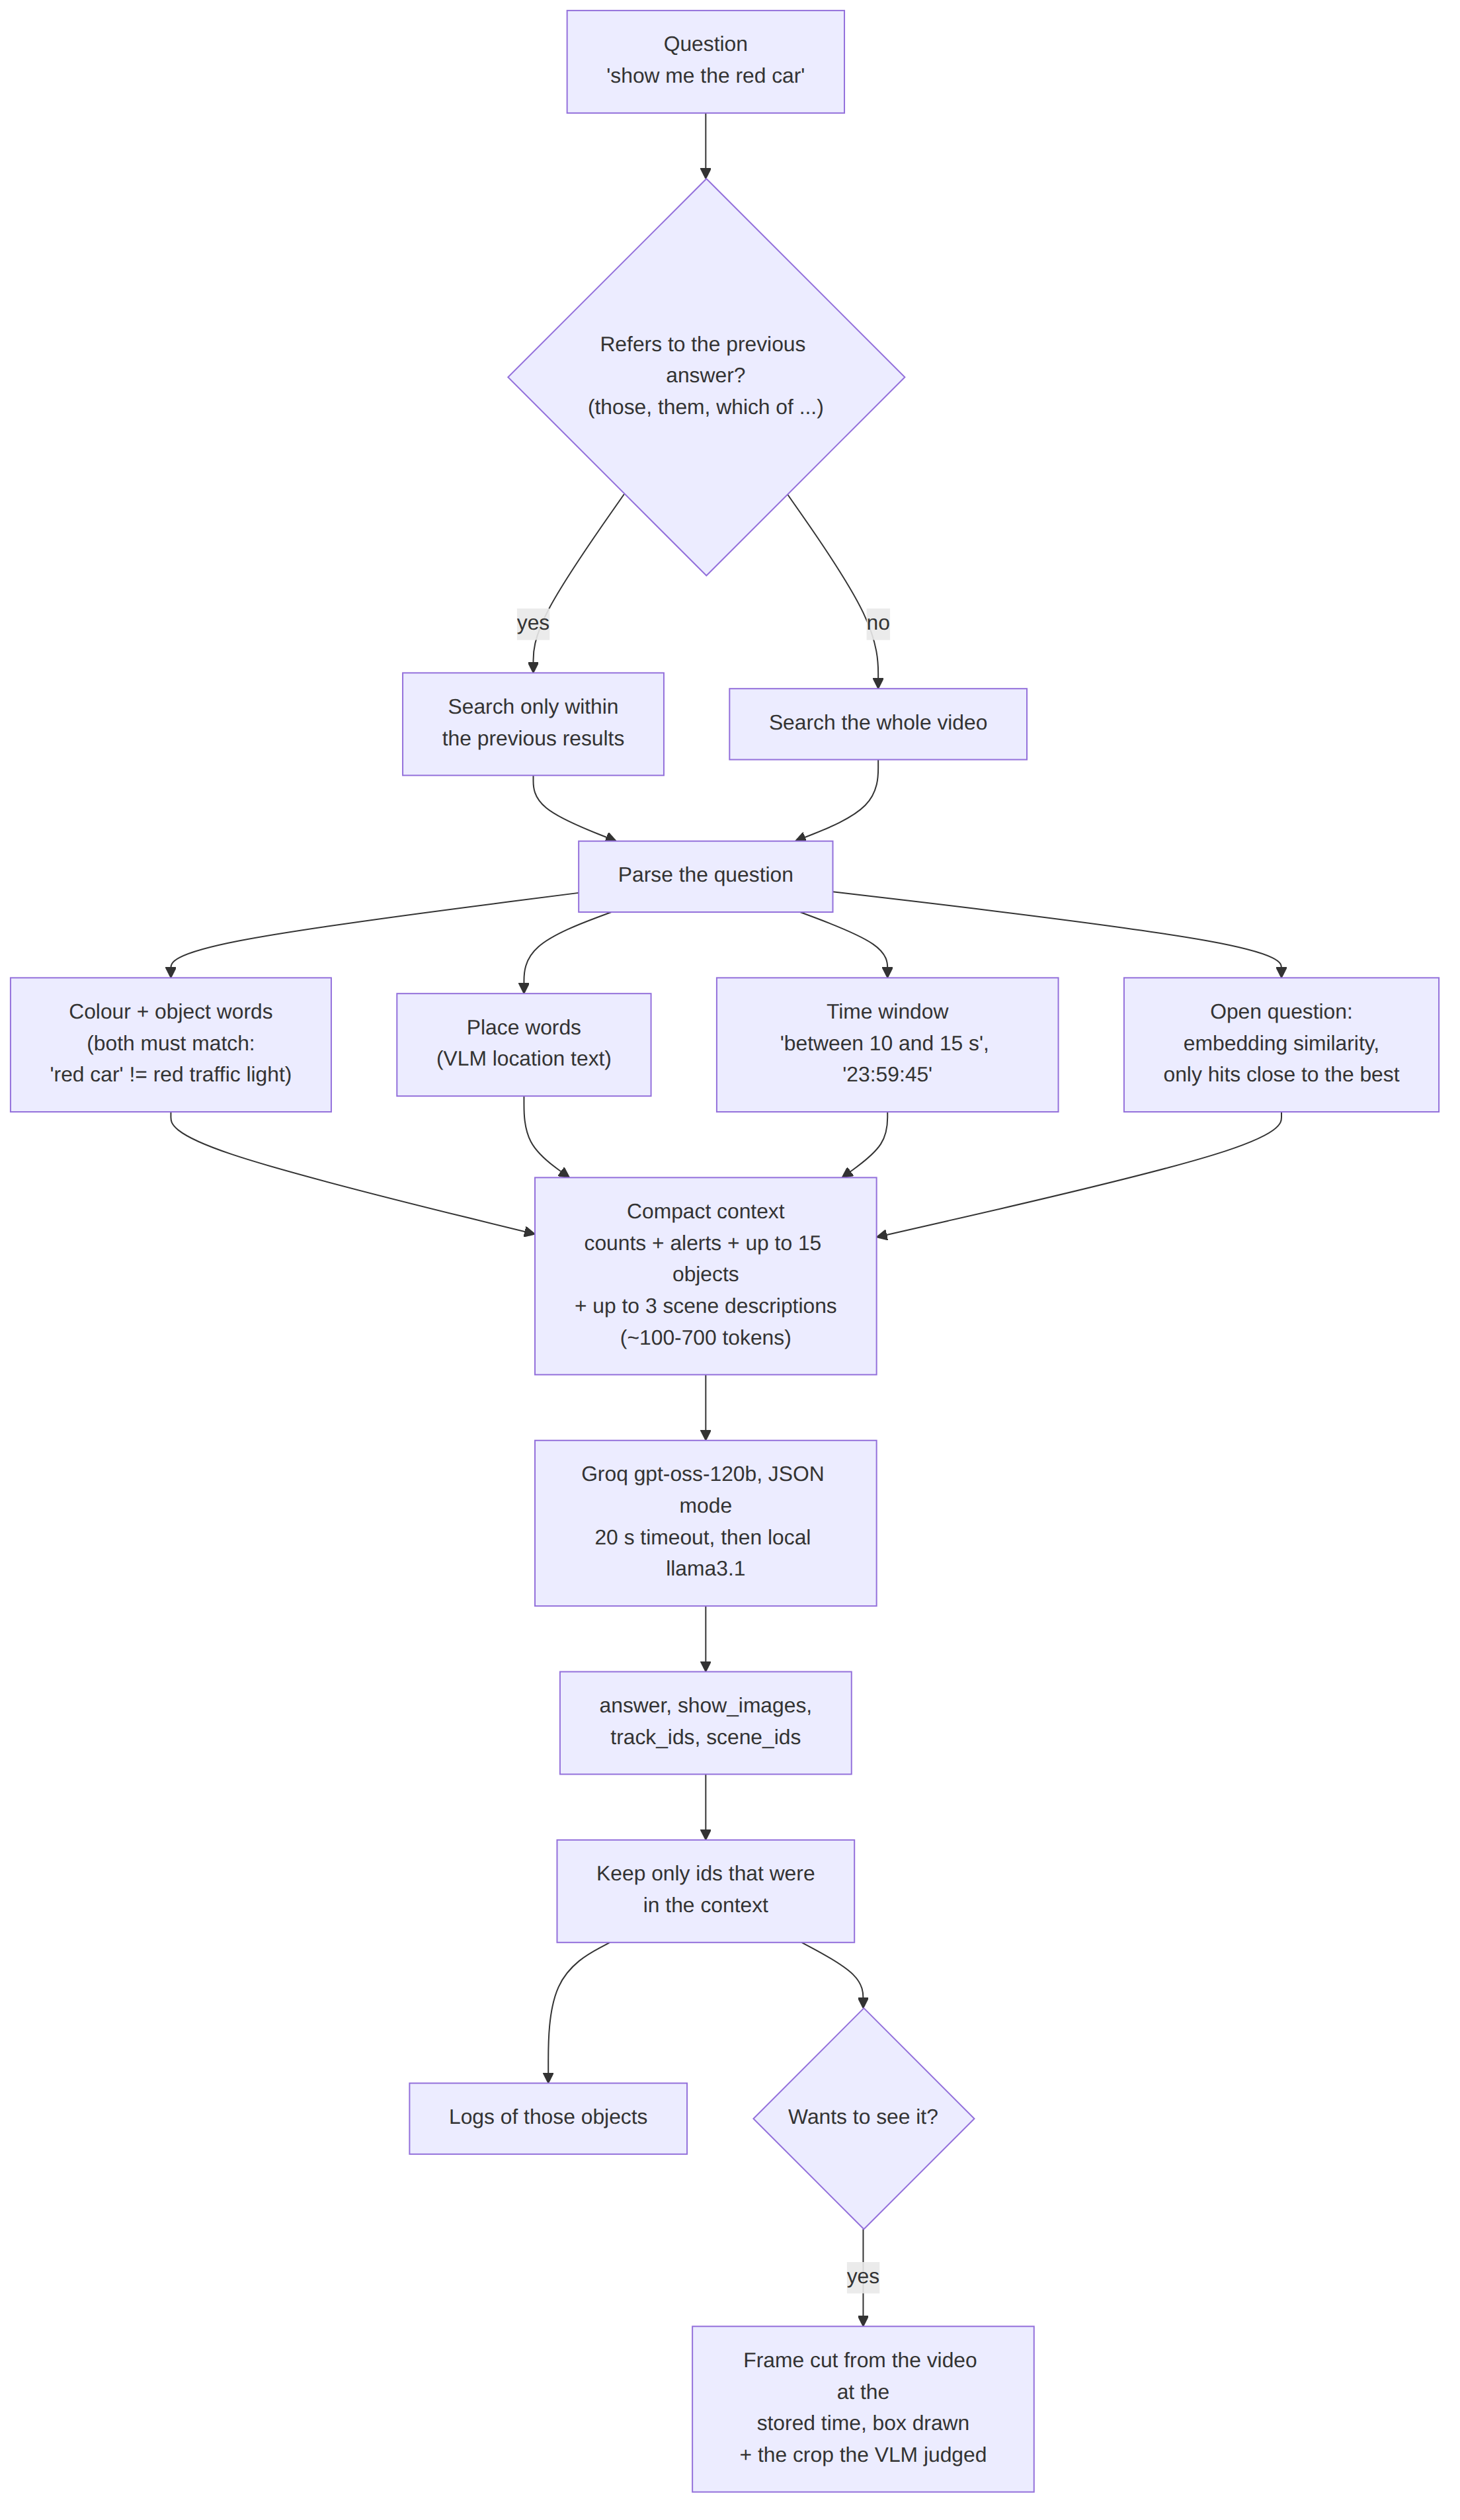 Question
'show me the red car'
Refers to the previous
answer?
(those, them, which of ...)
yes
no
Search only within
the previous results
Search the whole video
Parse the question
Colour + object words
(both must match:
'red car' != red traffic light)
Place words
(VLM location text)
Time window
'between 10 and 15 s',
'23:59:45'
Open question:
embedding similarity,
only hits close to the best
Compact context
counts + alerts + up to 15
objects
+ up to 3 scene descriptions
(~100-700 tokens)
Groq gpt-oss-120b, JSON
mode
20 s timeout, then local
llama3.1
answer, show_images,
track_ids, scene_ids
Keep only ids that were
in the context
Logs of those objects
Wants to see it?
yes
Frame cut from the video
at the
stored time, box drawn
+ the crop the VLM judged